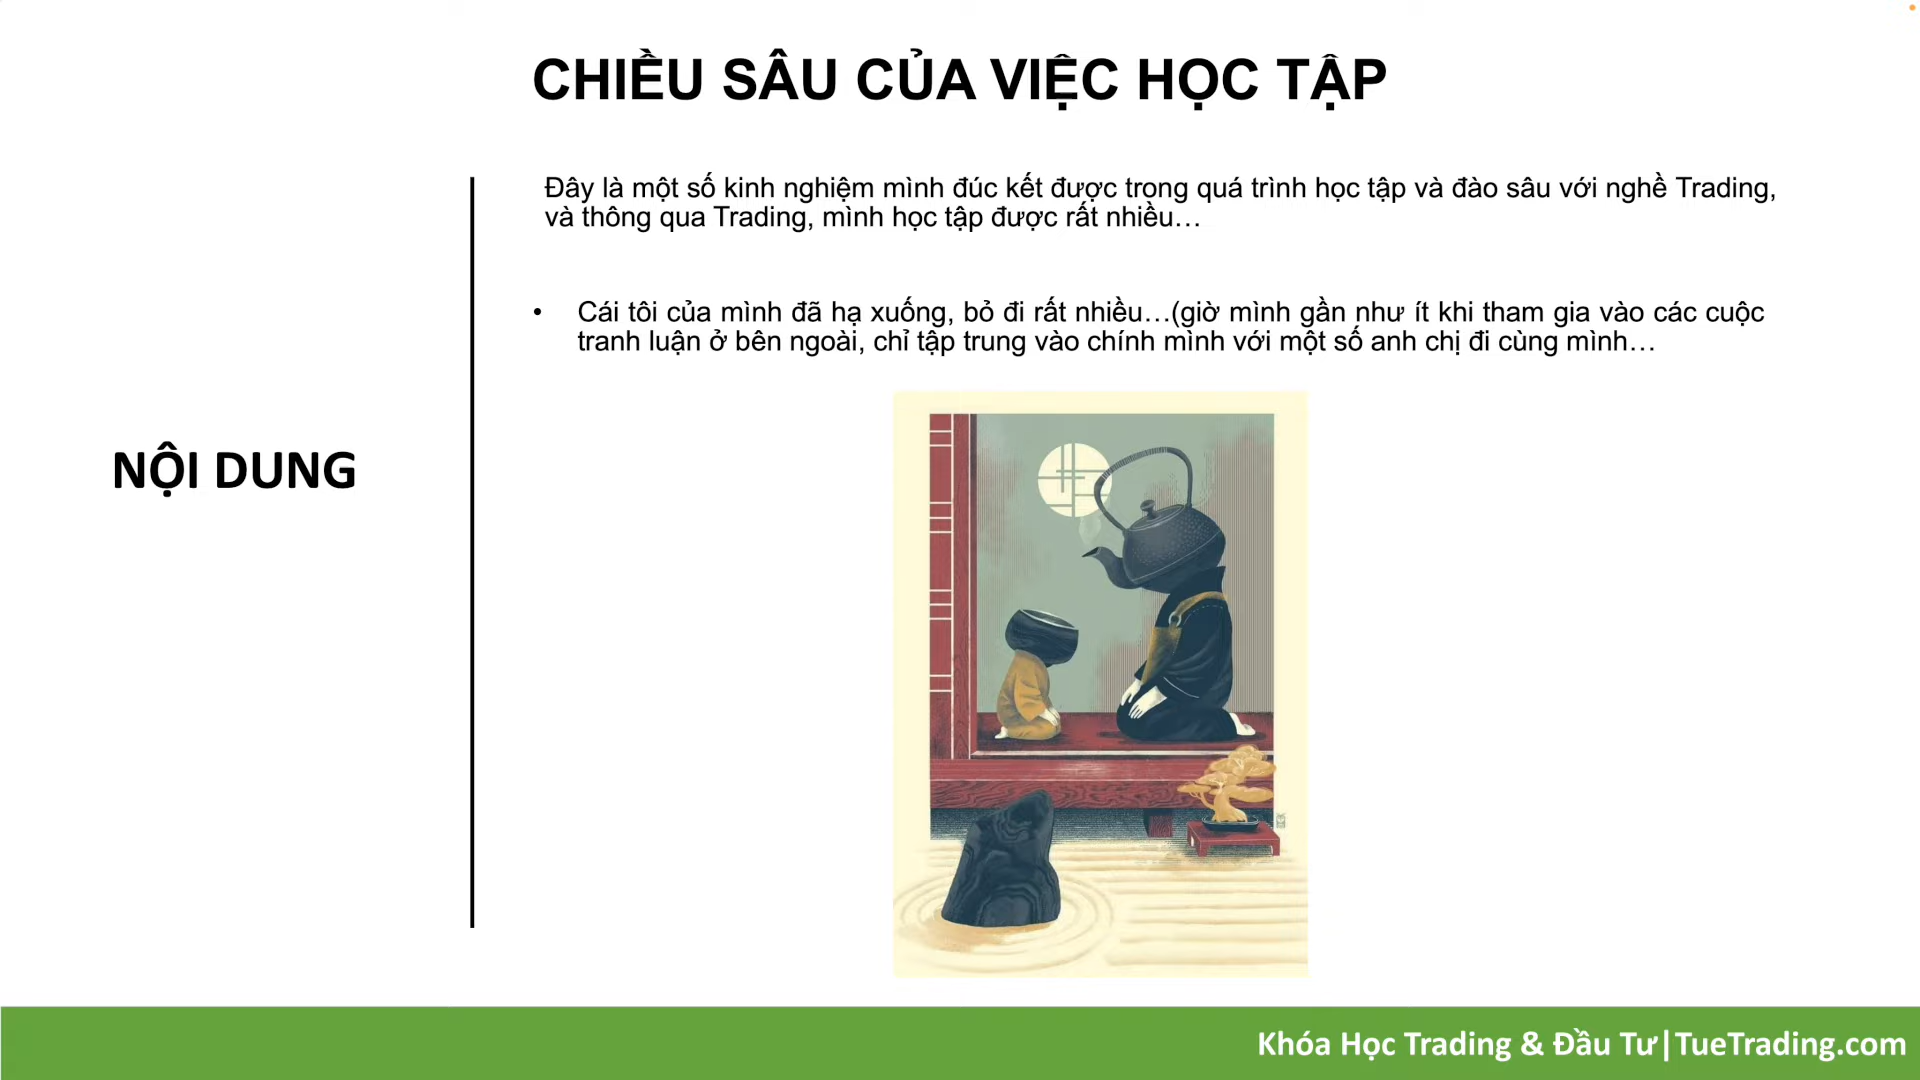 CHIỀU SÂU CỦA VIỆC HỌC TẬP
Đây là một số kinh nghiệm mình đúc kết được trong quá trình học tập và đào sâu với nghề Trading,
và thông qua Trading, mình học tập được rất nhiều…
• Cái tôi của mình đã hạ xuống, bỏ đi rất nhiều…(giờ mình gần như ít khi tham gia vào các cuộc
tranh luận ở bên ngoài, chỉ tập trung vào chính mình với một số anh chị đi cùng mình…
NỘI DUNG
Khóa Học Trading & Đầu Tư|TueTrading.com